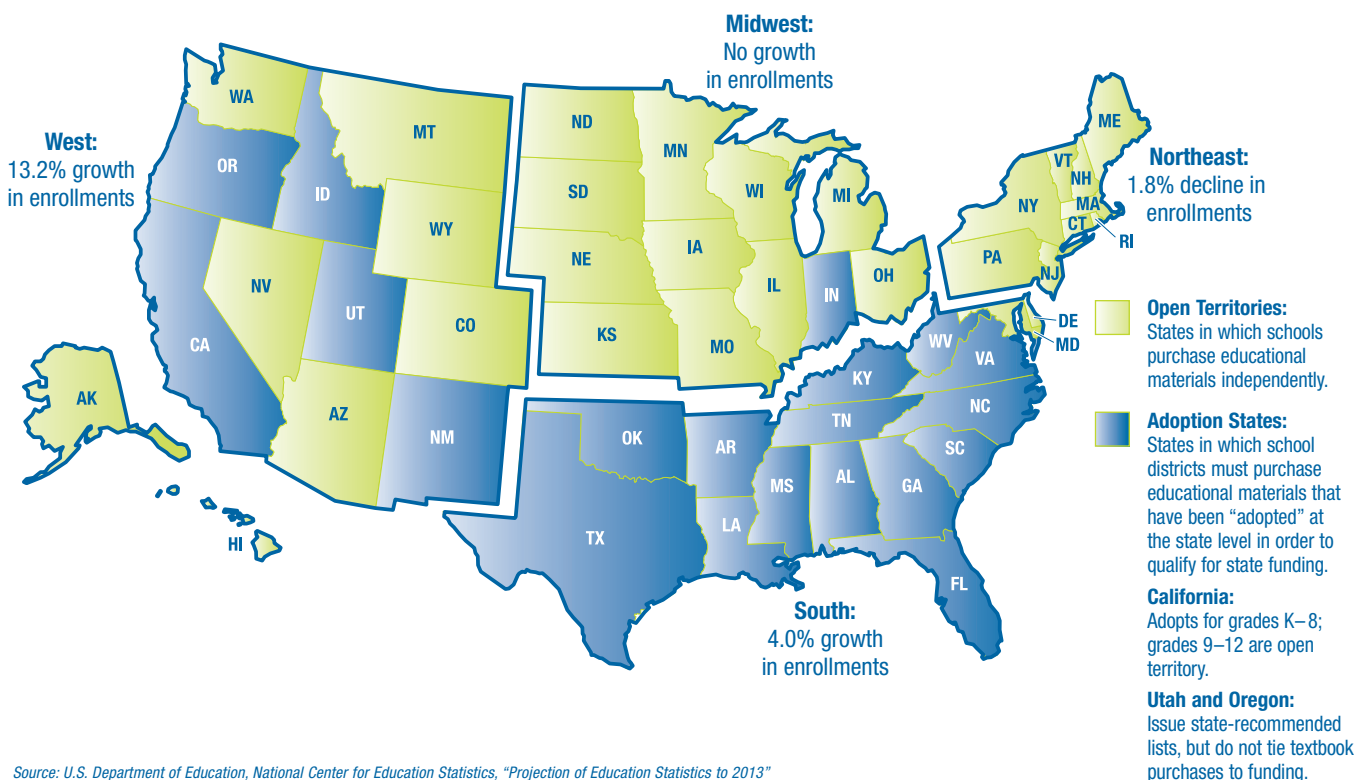 Midwest:
No growth
in enrollments
West:
13.2% growth
in enrollments
Northeast:
1.8% decline in
enrollments
South:
4.0% growth
in enrollments
WA
OR
ID
MT
WY
NV
UT
CO
CA
AZ
NM
AK
HI
ND
SD
NE
KS
MN
IA
MO
WI
IL
MI
IN
OH
ME
VT
NH
MA
NY
CT
RI
PA
NJ
DE
MD
WV
VA
KY
NC
TN
SC
OK
AR
MS
AL
GA
LA
TX
FL
Open Territories:
States in which schools
purchase educational
materials independently.
Adoption States:
States in which school
districts must purchase
educational materials that
have been “adopted” at
the state level in order to
qualify for state funding.
California:
Adopts for grades K–8;
grades 9–12 are open
territory.
Utah and Oregon:
Issue state-recommended
lists, but do not tie textbook
purchases to funding.
Source: U.S. Department of Education, National Center for Education Statistics, “Projection of Education Statistics to 2013”